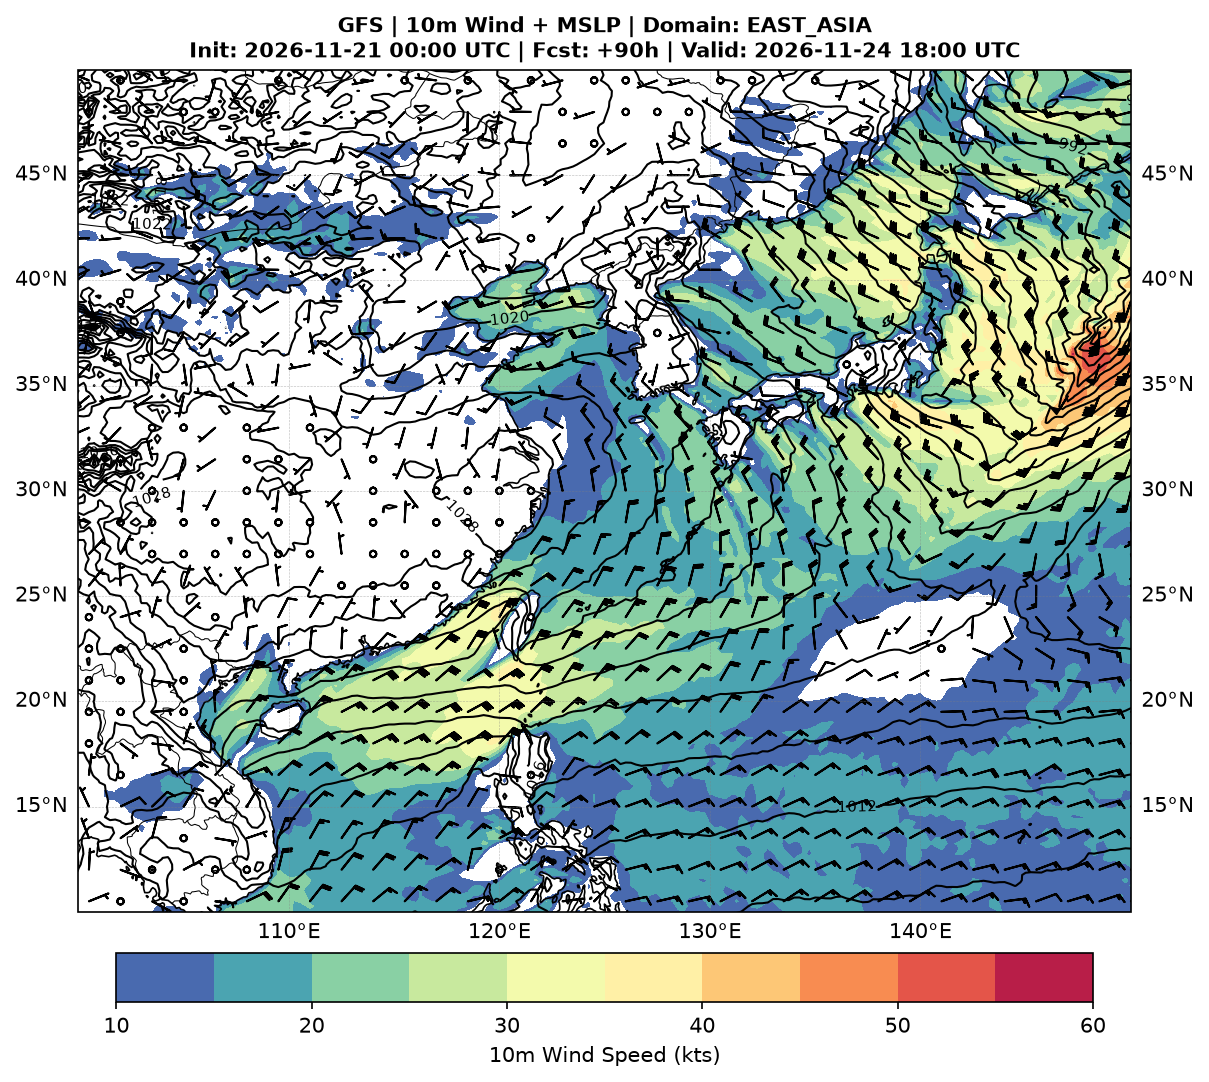 GFS | 10m Wind + MSLP | Domain: EAST_ASIA
Init: 2026-11-21 00:00 UTC | Fcst: +90h | Valid: 2026-11-24 18:00 UTC
992
45°N 45°N
1022
40°N 40°N
1020
35°N 35°N
1028
30°N 30°N
1028
25°N 25°N
20°N 20°N
1012
15°N 15°N
110°E 120°E 130°E 140°E
10 20 30 40 50 60
10m Wind Speed (kts)